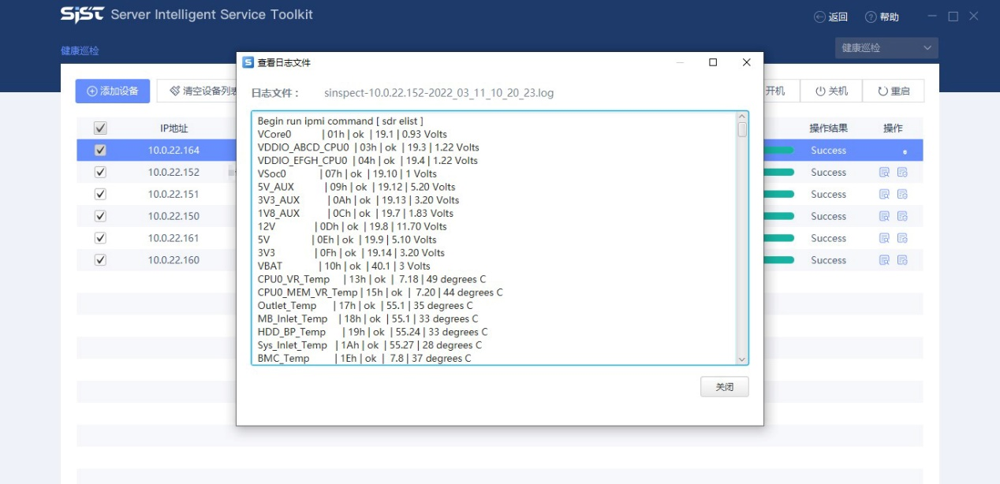 SIST Server Intelligent Service Toolkit
返回 帮助
健康巡检
健康巡检
添加设备 清空设备列表 开机 关机 重启
IP地址 操作结果 操作
10.0.22.164 Success
10.0.22.152 Success
10.0.22.151 Success
10.0.22.150 Success
10.0.22.161 Success
10.0.22.160 Success
查看日志文件
日志文件: sinspect-10.0.22.152-2022_03_11_10_20_23.log
Begin run ipmi command [ sdr elist ]
VCore0 | 01h | ok | 19.1 | 0.93 Volts
VDDIO_ABCD_CPU0 | 03h | ok | 19.3 | 1.22 Volts
VDDIO_EFGH_CPU0 | 04h | ok | 19.4 | 1.22 Volts
VSoc0 | 07h | ok | 19.10 | 1 Volts
5V_AUX | 09h | ok | 19.12 | 5.20 Volts
3V3_AUX | 0Ah | ok | 19.13 | 3.20 Volts
1V8_AUX | 0Ch | ok | 19.7 | 1.83 Volts
12V | 0Dh | ok | 19.8 | 11.70 Volts
5V | 0Eh | ok | 19.9 | 5.10 Volts
3V3 | 0Fh | ok | 19.14 | 3.20 Volts
VBAT | 10h | ok | 40.1 | 3 Volts
CPU0_VR_Temp | 13h | ok | 7.18 | 49 degrees C
CPU0_MEM_VR_Temp | 15h | ok | 7.20 | 44 degrees C
Outlet_Temp | 17h | ok | 55.1 | 35 degrees C
MB_Inlet_Temp | 18h | ok | 55.1 | 33 degrees C
HDD_BP_Temp | 19h | ok | 55.24 | 33 degrees C
Sys_Inlet_Temp | 1Ah | ok | 55.27 | 28 degrees C
BMC_Temp | 1Eh | ok | 7.8 | 37 degrees C
关闭